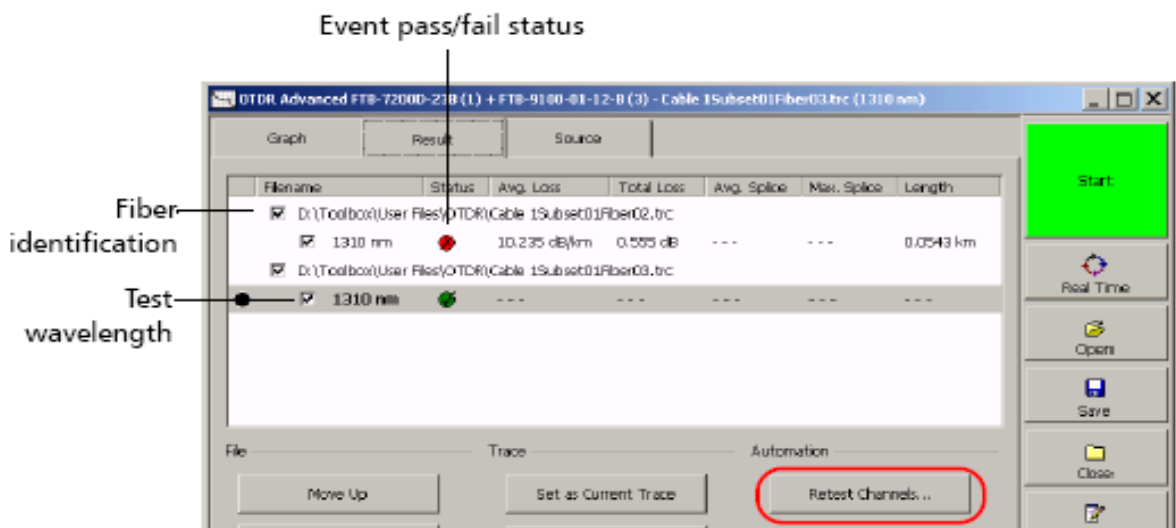 Event pass/fail status
OTDR Advanced FTB-7200D-23B (1) + FTB-9100-01-12-B (3) - Cable 1Subset01Fiber03.trc (1310 nm)
Graph Result Source
Filename Status Avg. Loss Total Loss Avg. Splice Max. Splice Length
Start
Fiber identification
D:\Toolbox\User Files\OTDR\Cable 1Subset01Fiber02.trc
1310 nm 10.235 dB/km 0.555 dB --- --- 0.0543 km
D:\Toolbox\User Files\OTDR\Cable 1Subset01Fiber03.trc
Real Time
Test wavelength
1310 nm --- --- --- --- ---
Open
Save
File Trace Automation
Close
Move Up Set as Current Trace Retest Channels...